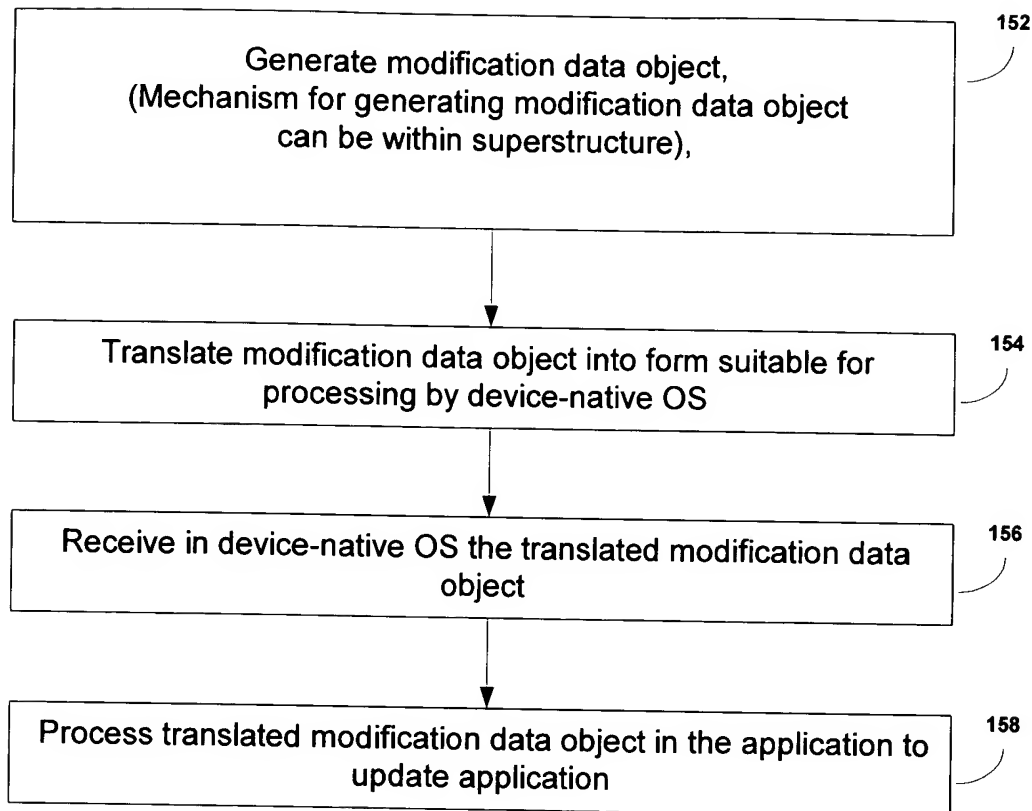 152
Generate modification data object,
(Mechanism for generating modification data object
can be within superstructure),
Translate modification data object into form suitable for
processing by device-native OS
154
Receive in device-native OS the translated modification data
object
156
Process translated modification data object in the application to
update application
158